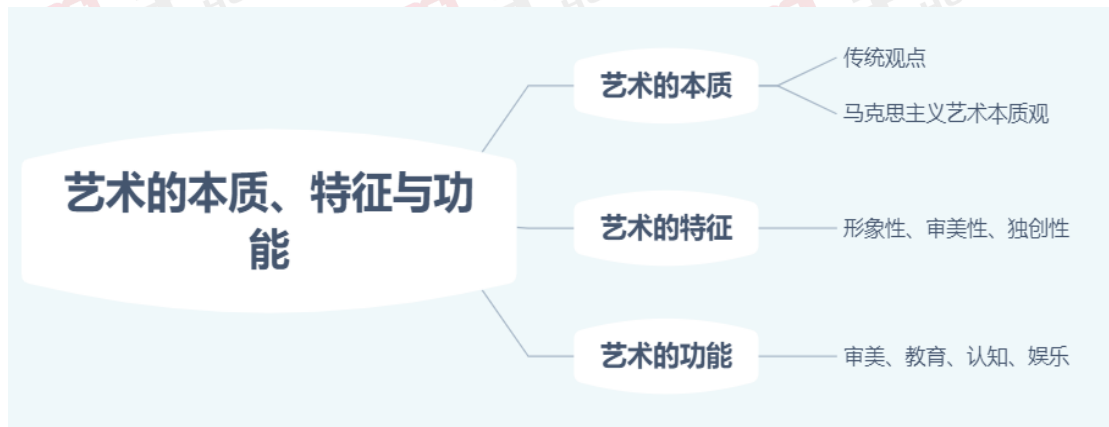 艺术的本质、特征与功
能
艺术的本质
传统观点
马克思主义艺术本质观
艺术的特征
形象性、审美性、独创性
艺术的功能
审美、教育、认知、娱乐